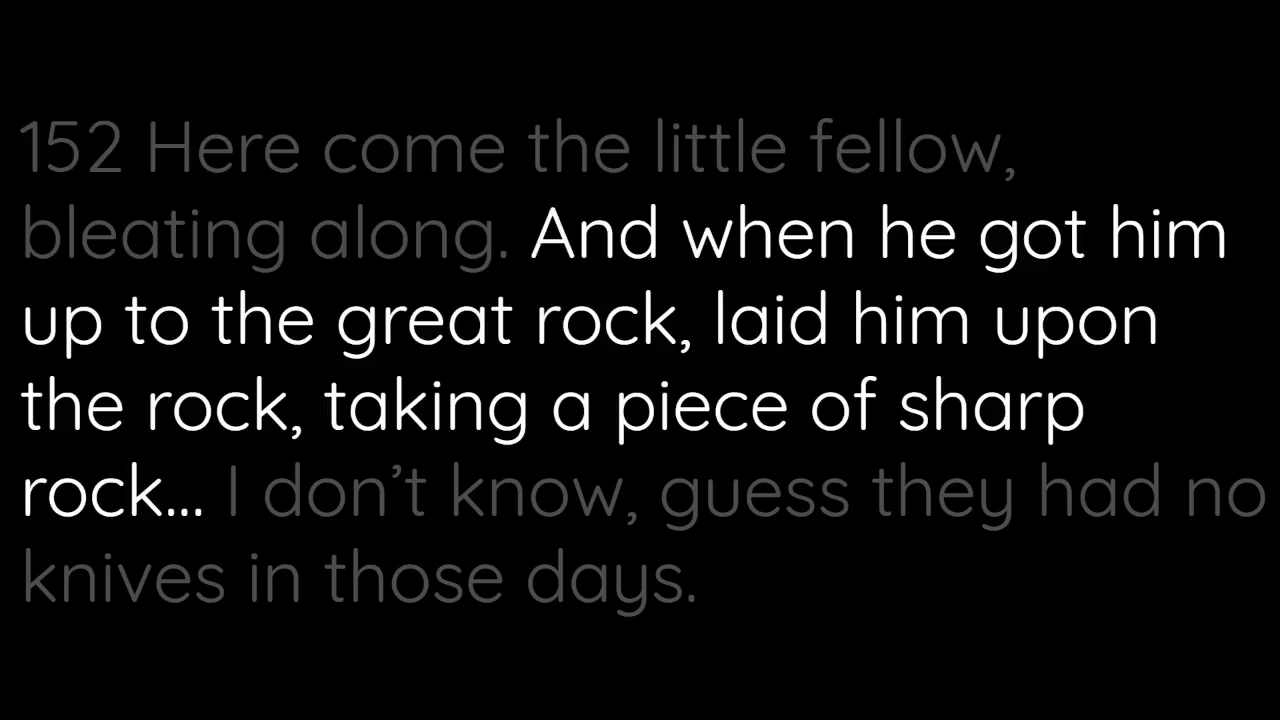 152 Here come the little fellow,
bleating along. And when he got him
up to the great rock, laid him upon
the rock, taking a piece of sharp
rock... I don’t know, guess they had no
knives in those days.